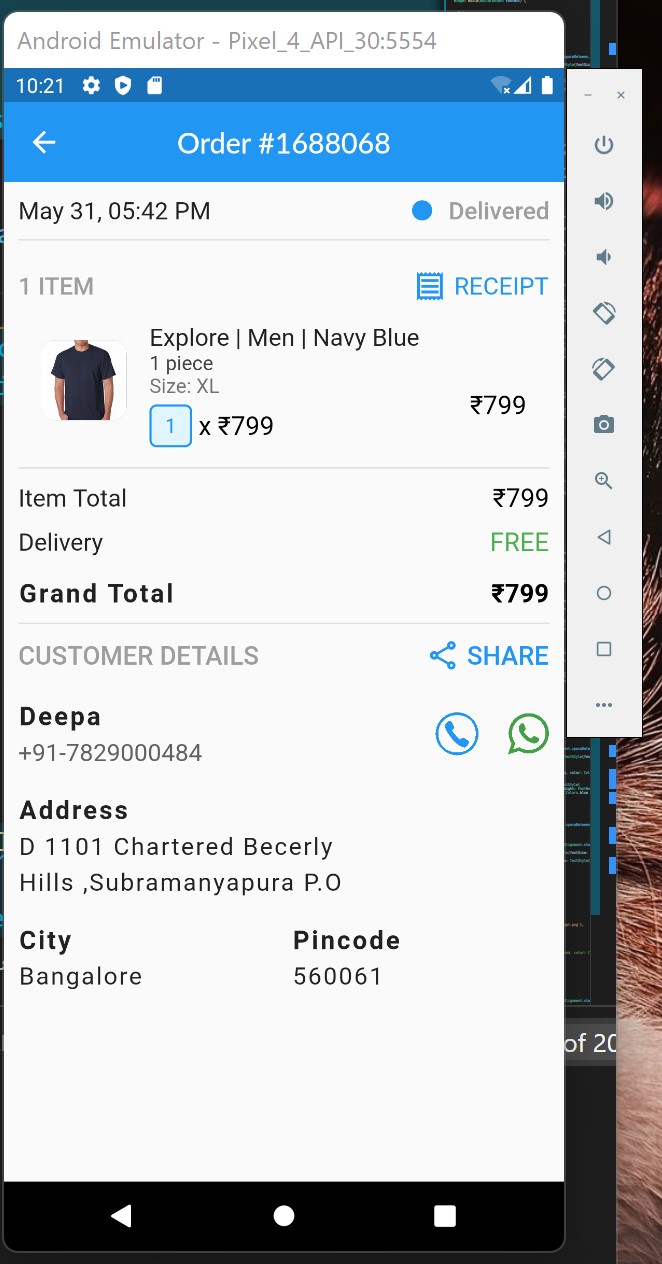 Android Emulator - Pixel_4_API_30:5554
10:21
Order #1688068
May 31, 05:42 PM Delivered
1 ITEM RECEIPT
Explore | Men | Navy Blue
1 piece
Size: XL
₹799
1 x ₹799
Item Total ₹799
Delivery FREE
Grand Total ₹799
CUSTOMER DETAILS SHARE
Deepa
+91-7829000484
Address
D 1101 Chartered Becerly
Hills ,Subramanyapura P.O
City Pincode
Bangalore 560061
of 20